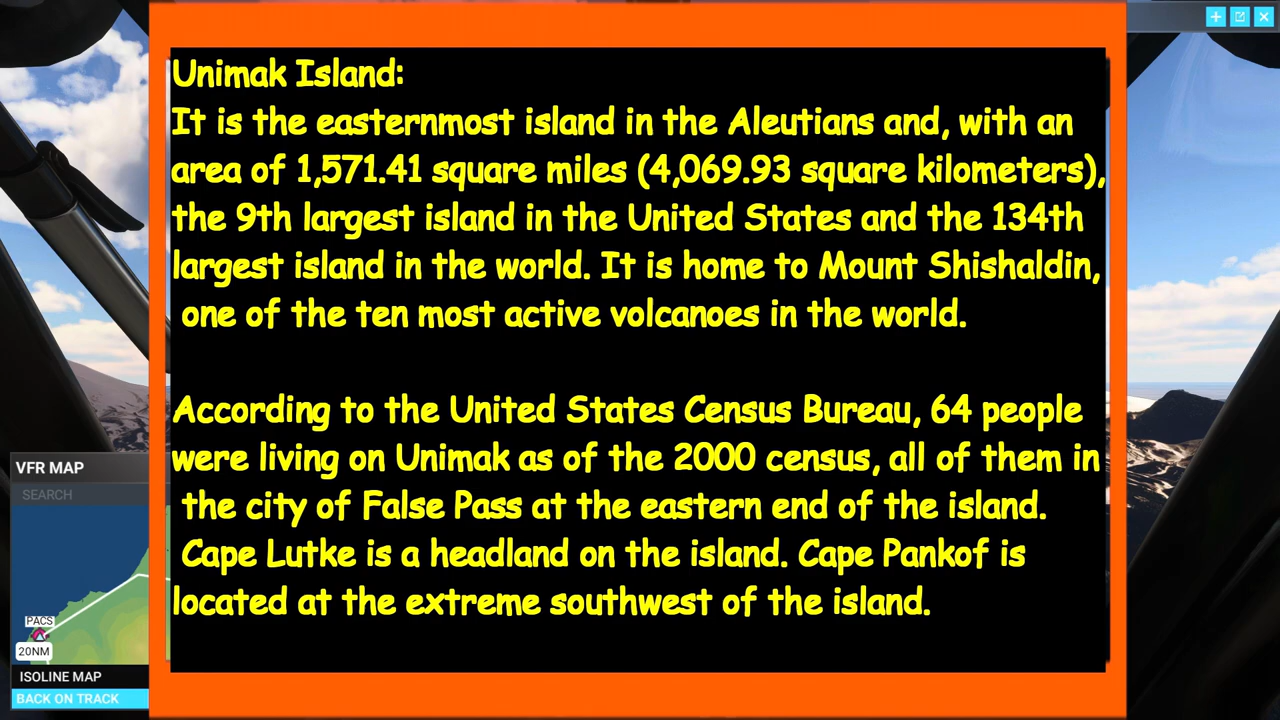 Unimak Island:
It is the easternmost island in the Aleutians and, with an
area of 1,571.41 square miles (4,069.93 square kilometers),
the 9th largest island in the United States and the 134th
largest island in the world. It is home to Mount Shishaldin,
one of the ten most active volcanoes in the world.
According to the United States Census Bureau, 64 people
were living on Unimak as of the 2000 census, all of them in
the city of False Pass at the eastern end of the island.
Cape Lutke is a headland on the island. Cape Pankof is
located at the extreme southwest of the island.
VFR MAP
SEARCH
PACS
20NM
ISOLINE MAP
BACK ON TRACK